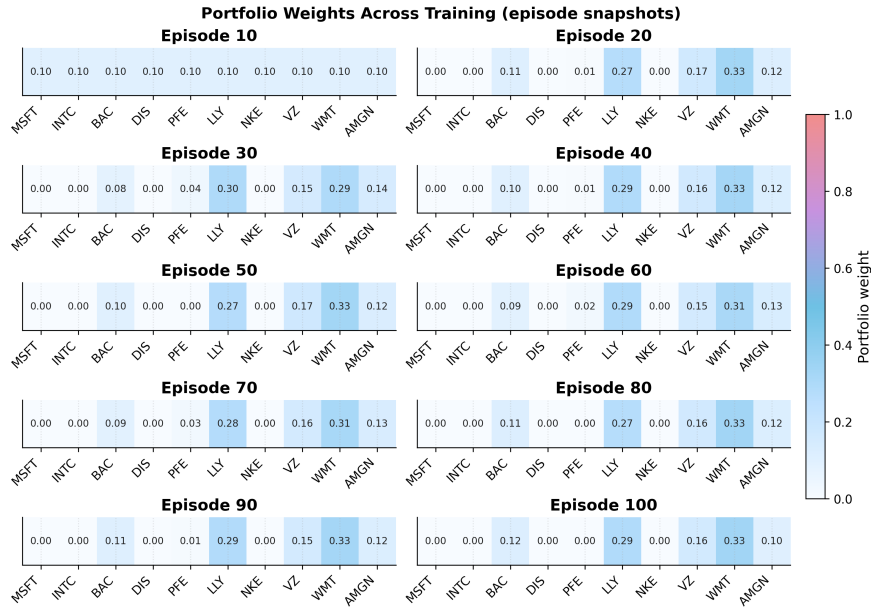 Portfolio Weights Across Training (episode snapshots)
Episode 10
0.10 0.10 0.10 0.10 0.10 0.10 0.10 0.10 0.10 0.10
MSFT INTC BAC DIS PFE LLY NKE VZ WMT AMGN
Episode 20
0.00 0.00 0.11 0.00 0.01 0.27 0.00 0.17 0.33 0.12
MSFT INTC BAC DIS PFE LLY NKE VZ WMT AMGN
Episode 30
0.00 0.00 0.08 0.00 0.04 0.30 0.00 0.15 0.29 0.14
MSFT INTC BAC DIS PFE LLY NKE VZ WMT AMGN
Episode 40
0.00 0.00 0.10 0.00 0.01 0.29 0.00 0.16 0.33 0.12
MSFT INTC BAC DIS PFE LLY NKE VZ WMT AMGN
Episode 50
0.00 0.00 0.10 0.00 0.00 0.27 0.00 0.17 0.33 0.12
MSFT INTC BAC DIS PFE LLY NKE VZ WMT AMGN
Episode 60
0.00 0.00 0.09 0.00 0.02 0.29 0.00 0.15 0.31 0.13
MSFT INTC BAC DIS PFE LLY NKE VZ WMT AMGN
Episode 70
0.00 0.00 0.09 0.00 0.03 0.28 0.00 0.16 0.31 0.13
MSFT INTC BAC DIS PFE LLY NKE VZ WMT AMGN
Episode 80
0.00 0.00 0.11 0.00 0.00 0.27 0.00 0.16 0.33 0.12
MSFT INTC BAC DIS PFE LLY NKE VZ WMT AMGN
Episode 90
0.00 0.00 0.11 0.00 0.01 0.29 0.00 0.15 0.33 0.12
MSFT INTC BAC DIS PFE LLY NKE VZ WMT AMGN
Episode 100
0.00 0.00 0.12 0.00 0.00 0.29 0.00 0.16 0.33 0.10
MSFT INTC BAC DIS PFE LLY NKE VZ WMT AMGN
1.0
0.8
0.6
0.4
0.2
0.0
Portfolio weight